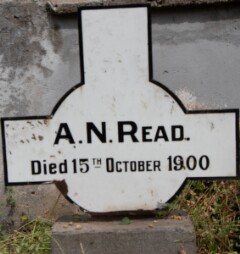 A.N.READ.
DIED 15TH OCTOBER 1900